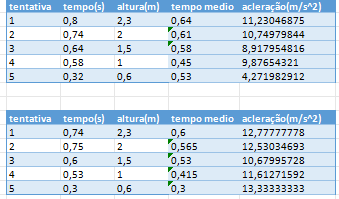 tentativa tempo(s) altura(m) tempo medio acleração(m/s^2)
1 0,8 2,3 0,64 11,23046875
2 0,74 2 0,61 10,74979844
3 0,64 1,5 0,58 8,917954816
4 0,58 1 0,45 9,87654321
5 0,32 0,6 0,53 4,271982912
tentativa tempo(s) altura(m) tempo medio acleração(m/s^2)
1 0,74 2,3 0,6 12,77777778
2 0,75 2 0,565 12,53034693
3 0,6 1,5 0,53 10,67995728
4 0,53 1 0,415 11,61271592
5 0,3 0,6 0,3 13,33333333